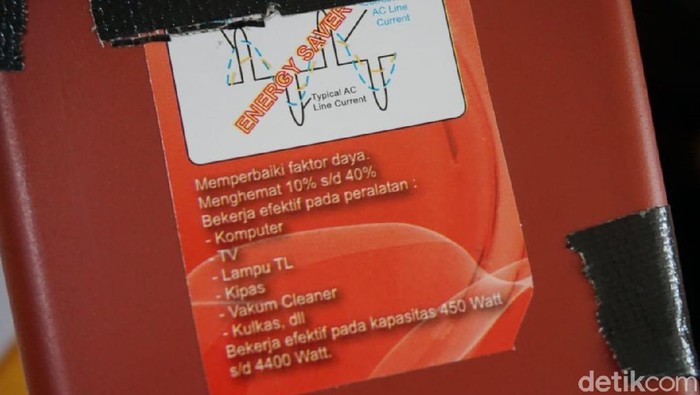 AC Line
Current
ENERGY SAVER
Typical AC
Line Current
Memperbaiki faktor daya.
Menghemat 10% s/d 40%
Bekerja efektif pada peralatan :
- Komputer
- TV
- Lampu TL
- Kipas
- Vakum Cleaner
- Kulkas, dll
Bekerja efektif pada kapasitas 450 Watt
s/d 4400 Watt.
detikcom